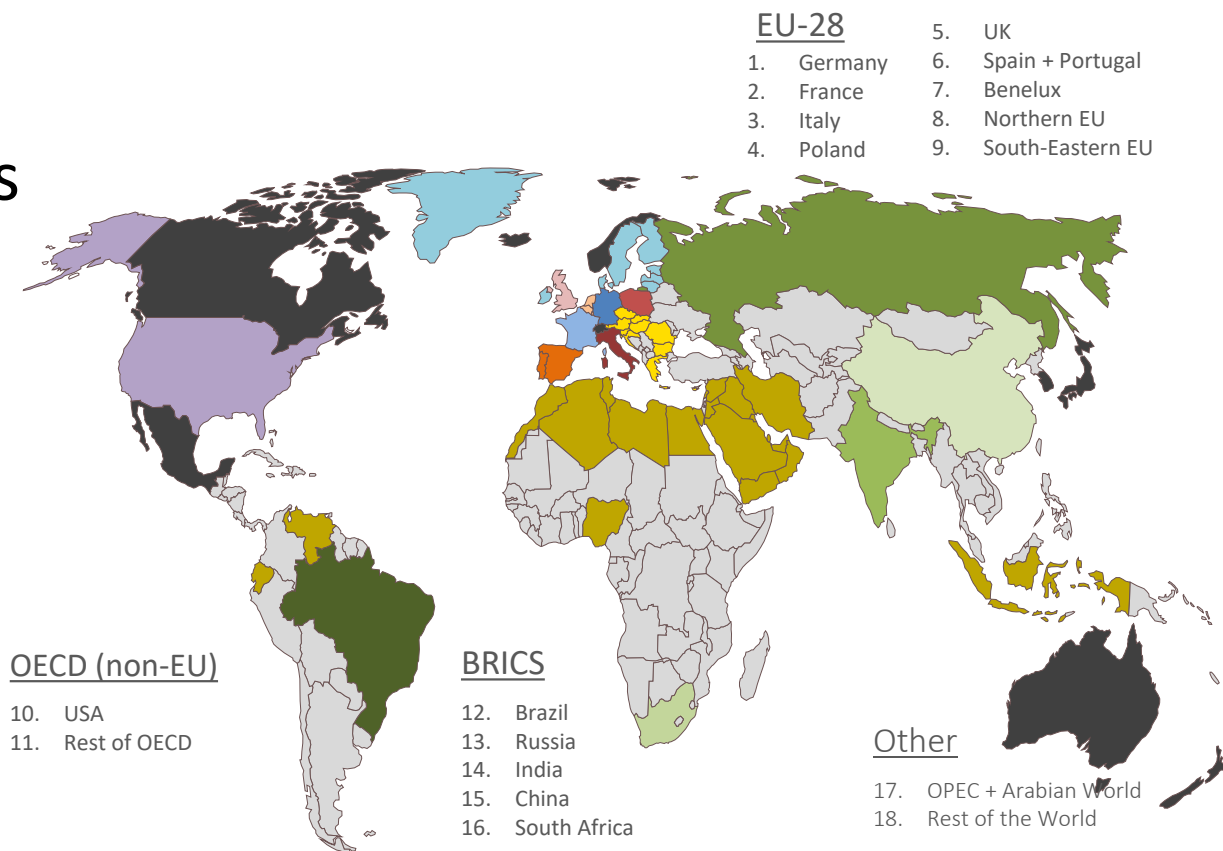 EU-28
1. Germany
2. France
3. Italy
4. Poland
5. UK
6. Spain + Portugal
7. Benelux
8. Northern EU
9. South-Eastern EU
s
OECD (non-EU)
10. USA
11. Rest of OECD
BRICS
12. Brazil
13. Russia
14. India
15. China
16. South Africa
Other
17. OPEC + Arabian World
18. Rest of the World